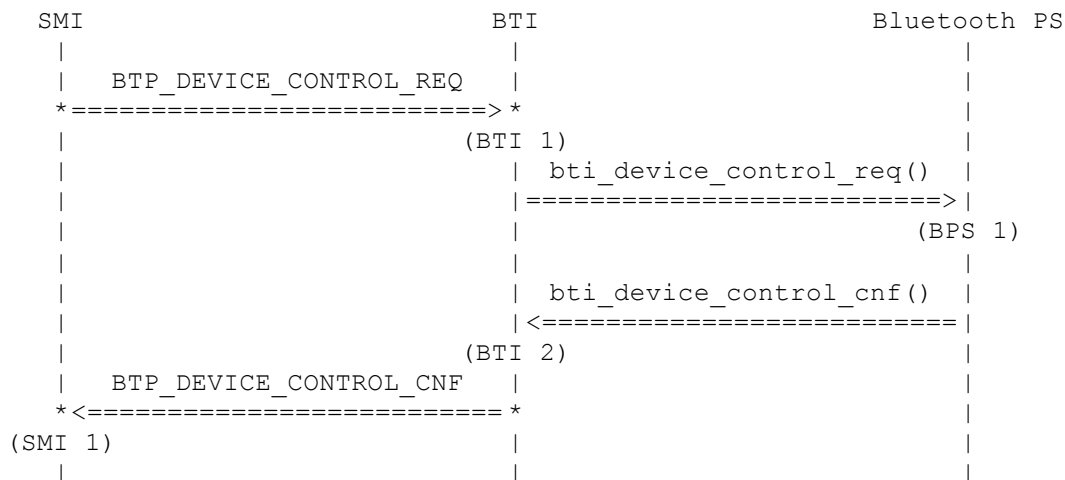 SMI BTI Bluetooth PS
BTP_DEVICE_CONTROL_REQ
(BTI 1)
bti_device_control_req()
(BPS 1)
bti_device_control_cnf()
(BTI 2)
BTP_DEVICE_CONTROL_CNF
(SMI 1)